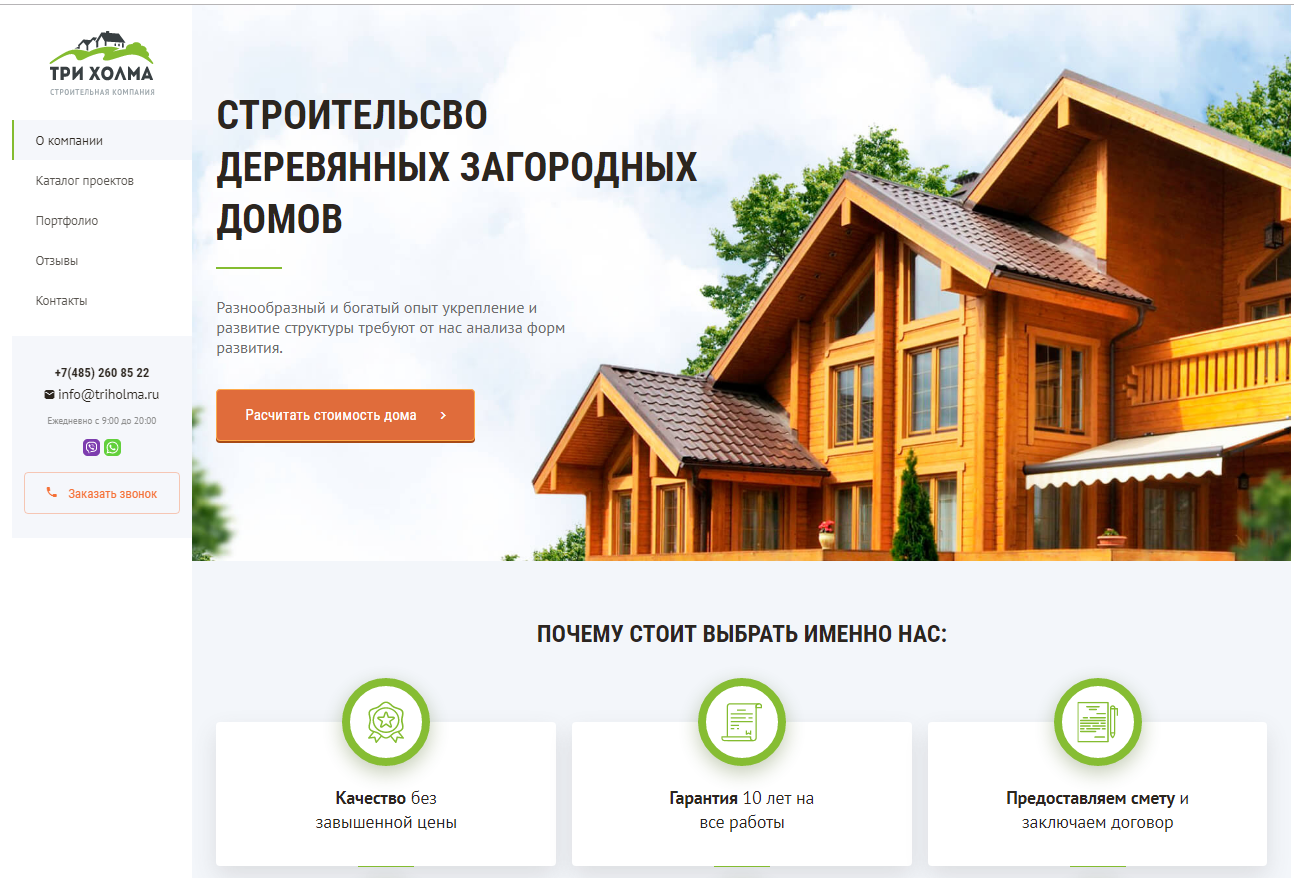 ТРИ ХОЛМА
СТРОИТЕЛЬНАЯ КОМПАНИЯ
О компании
Каталог проектов
Портфолио
Отзывы
Контакты
+7(485) 260 85 22
info@triholma.ru
Ежедневно с 9:00 до 20:00
Заказать звонок
СТРОИТЕЛЬСВО
ДЕРЕВЯННЫХ ЗАГОРОДНЫХ
ДОМОВ
Разнообразный и богатый опыт укрепление и
развитие структуры требуют от нас анализа форм
развития.
Расчитать стоимость дома
ПОЧЕМУ СТОИТ ВЫБРАТЬ ИМЕННО НАС:
Качество без
завышенной цены
Гарантия 10 лет на
все работы
Предоставляем смету и
заключаем договор